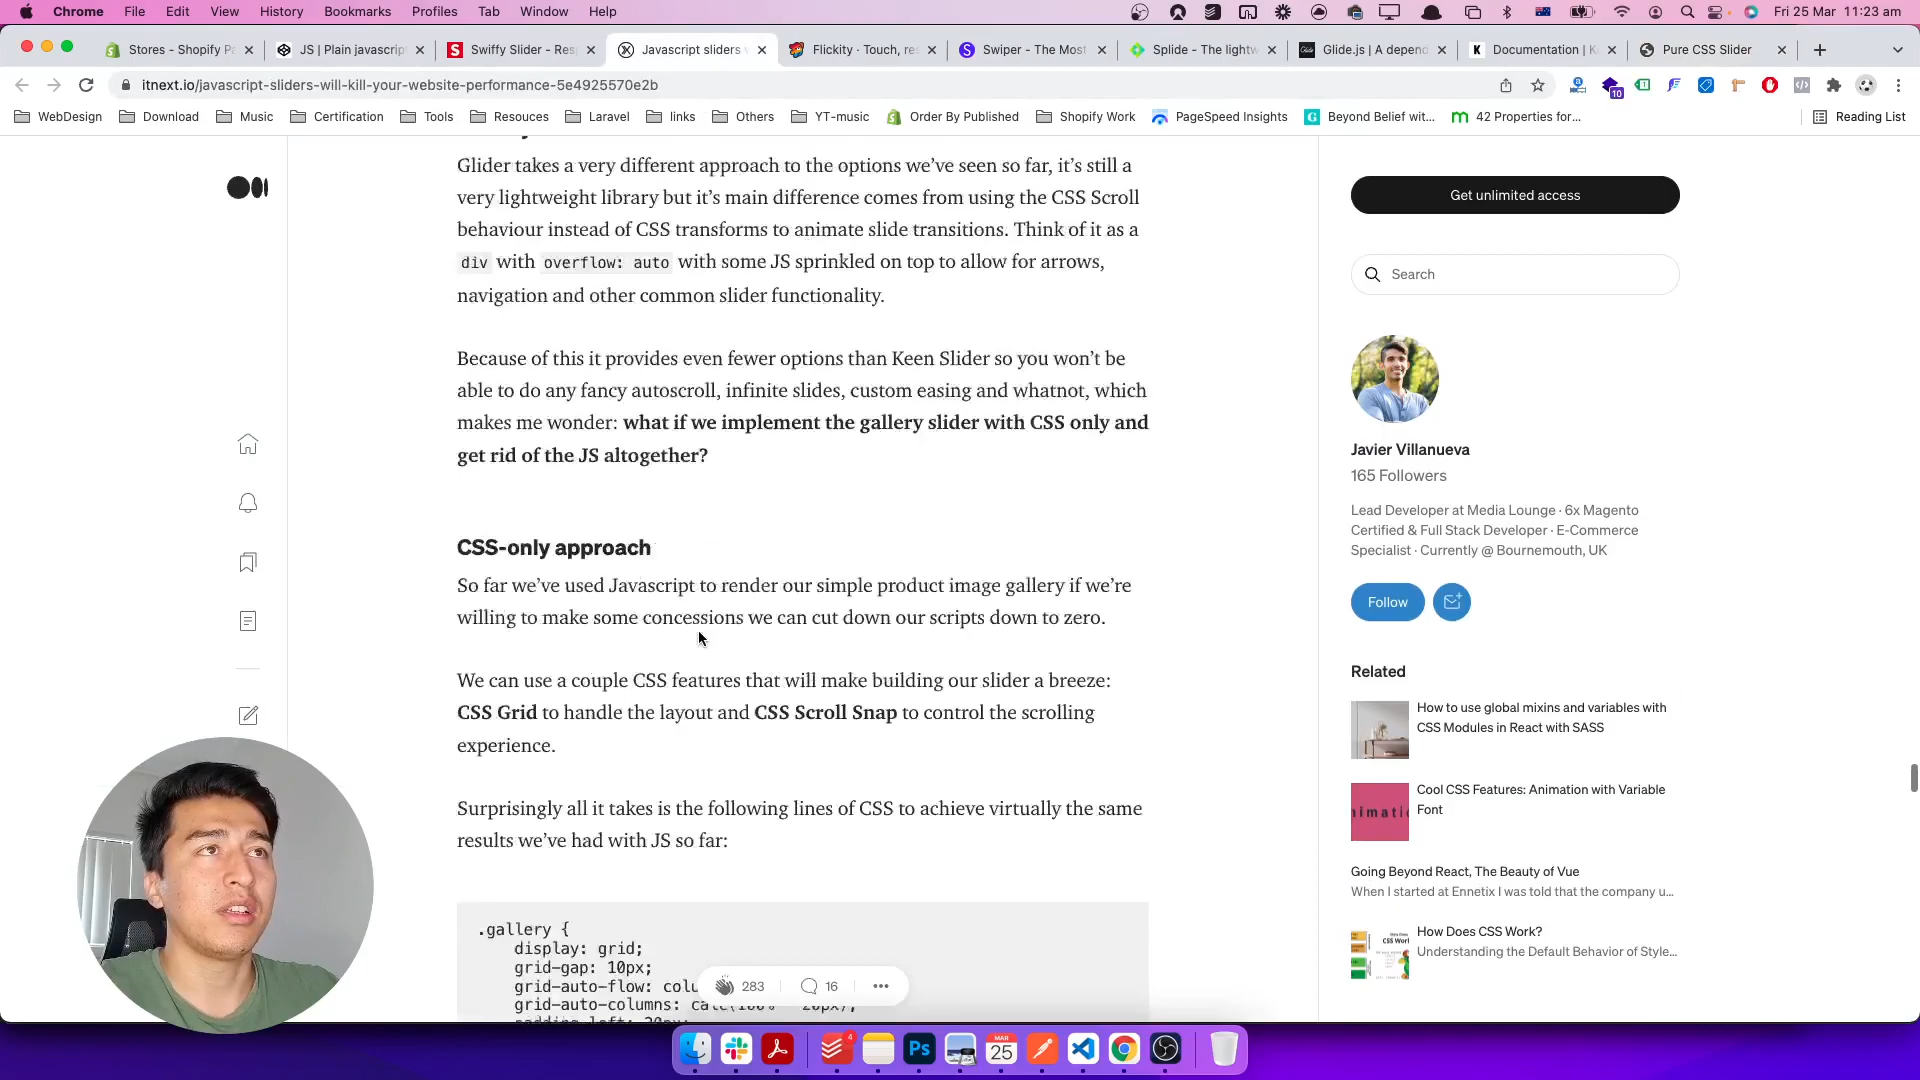 Chrome File Edit View History Bookmarks Profiles Tab Window Help Fri 25 Mar 11:23 am
Stores - Shopify Pa JS | Plain javascrip Swiffy Slider - Res Javascript sliders Flickity · Touch, res Swiper - The Most Splide - The lightw Glide.js | A depend Documentation | K Pure CSS Slider
itnext.io/javascript-sliders-will-kill-your-website-performance-5e4925570e2b
10
WebDesign Download Music Certification Tools Resouces Laravel links Others YT-music Order By Published Shopify Work PageSpeed Insights Beyond Belief wit... 42 Properties for... Reading List
Glider takes a very different approach to the options we’ve seen so far, it’s still a
very lightweight library but it’s main difference comes from using the CSS Scroll
behaviour instead of CSS transforms to animate slide transitions. Think of it as a
div with overflow: auto with some JS sprinkled on top to allow for arrows,
navigation and other common slider functionality.
Because of this it provides even fewer options than Keen Slider so you won’t be
able to do any fancy autoscroll, infinite slides, custom easing and whatnot, which
makes me wonder: what if we implement the gallery slider with CSS only and
get rid of the JS altogether?
CSS-only approach
So far we’ve used Javascript to render our simple product image gallery if we’re
willing to make some concessions we can cut down our scripts down to zero.
We can use a couple CSS features that will make building our slider a breeze:
CSS Grid to handle the layout and CSS Scroll Snap to control the scrolling
experience.
Surprisingly all it takes is the following lines of CSS to achieve virtually the same
results we’ve had with JS so far:
.gallery {
display: grid;
grid-gap: 10px;
grid-auto-flow:
grid-auto-columns:
283 16
Get unlimited access
Search
Javier Villanueva
165 Followers
Lead Developer at Media Lounge · 6x Magento
Certified & Full Stack Developer · E-Commerce
Specialist · Currently @ Bournemouth, UK
Follow
Related
How to use global mixins and variables with
CSS Modules in React with SASS
Cool CSS Features: Animation with Variable
Font
Going Beyond React, The Beauty of Vue
When I started at Ennetix I was told that the company u...
How Does CSS Work?
Understanding the Default Behavior of Style...
4
Ps
MAR
25